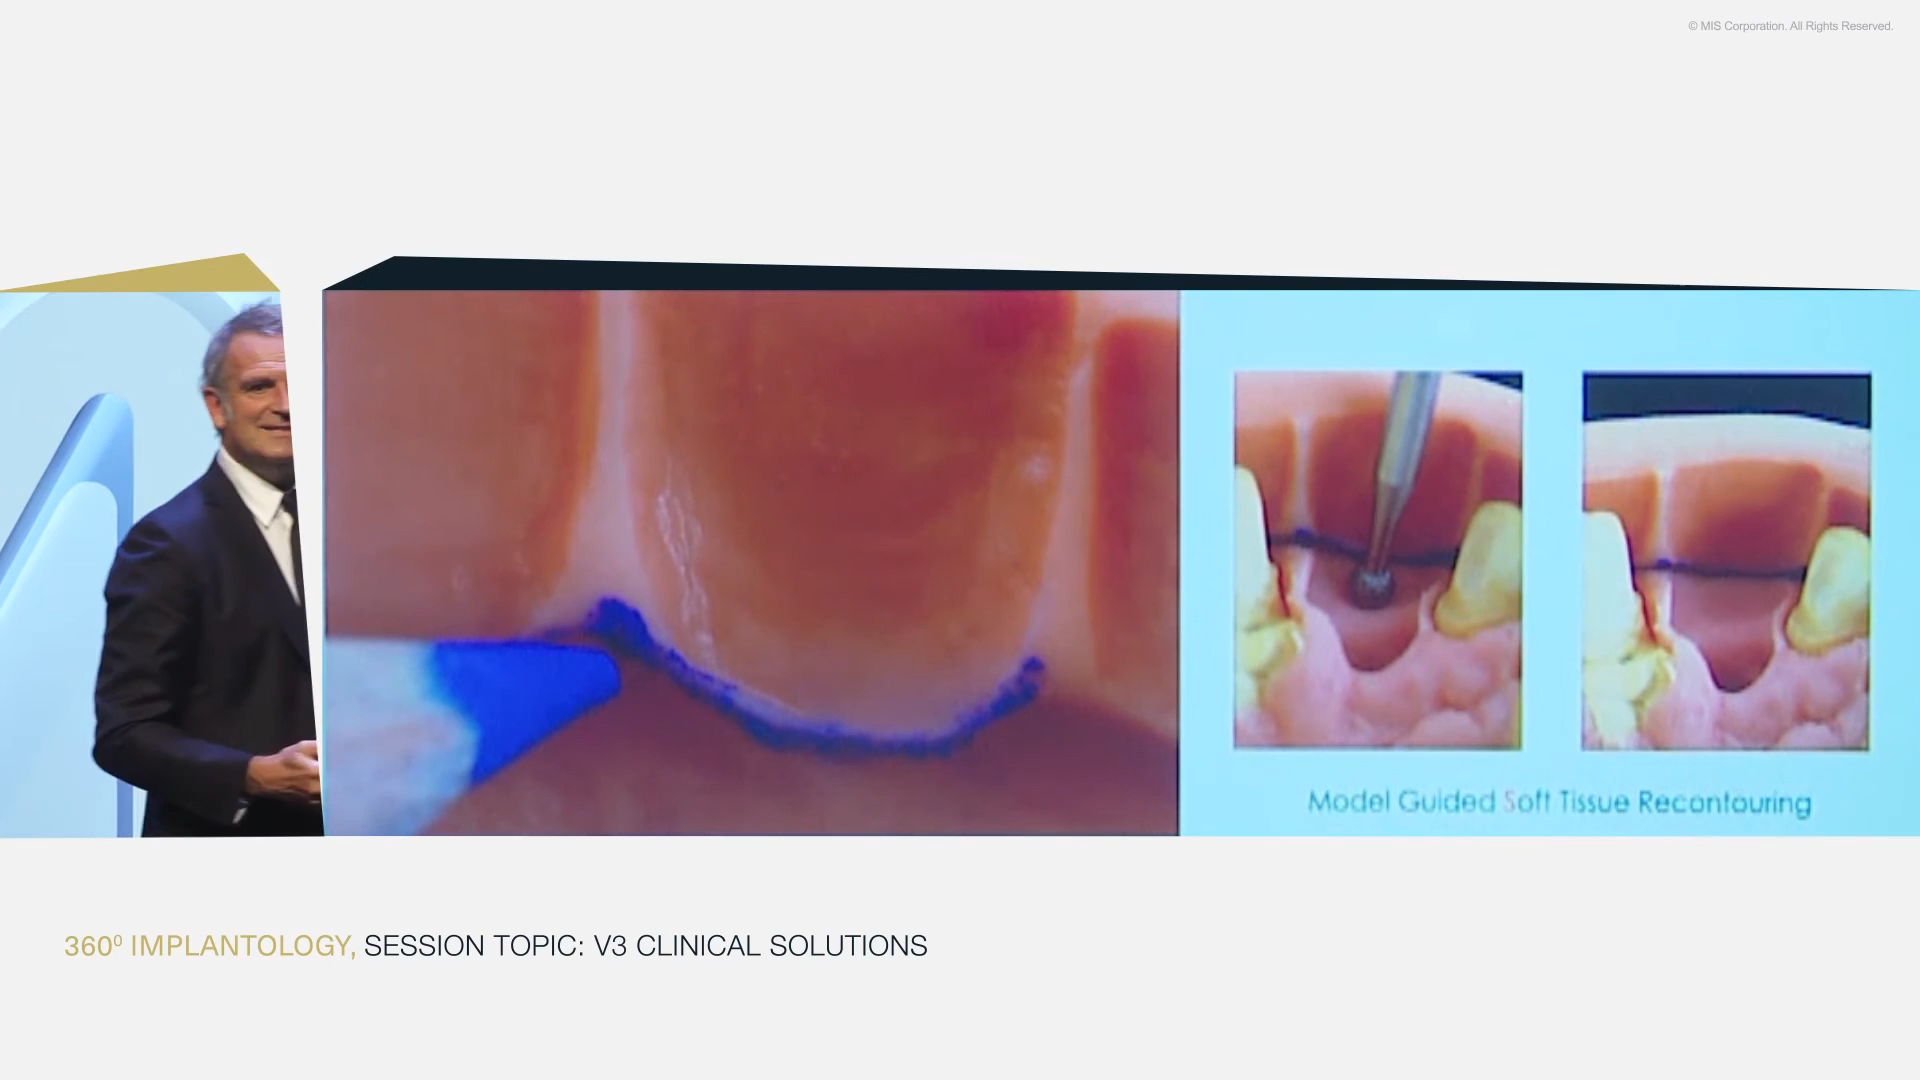 © MIS Corporation. All Rights Reserved.
Model Guided Soft Tissue Recontouring
360⁰ IMPLANTOLOGY, SESSION TOPIC: V3 CLINICAL SOLUTIONS